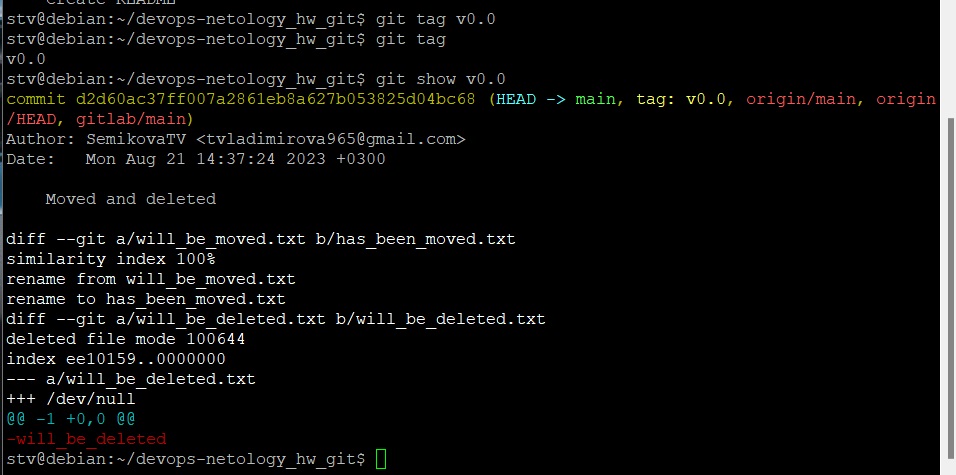 Create README
stv@debian:~/devops-netology_hw_git$ git tag v0.0
stv@debian:~/devops-netology_hw_git$ git tag
v0.0
stv@debian:~/devops-netology_hw_git$ git show v0.0
commit d2d60ac37ff007a2861eb8a627b053825d04bc68 (HEAD -> main, tag: v0.0, origin/main, origin
/HEAD, gitlab/main)
Author: SemikovaTV <tvladimirova965@gmail.com>
Date:   Mon Aug 21 14:37:24 2023 +0300
    Moved and deleted
diff --git a/will_be_moved.txt b/has_been_moved.txt
similarity index 100%
rename from will_be_moved.txt
rename to has_been_moved.txt
diff --git a/will_be_deleted.txt b/will_be_deleted.txt
deleted file mode 100644
index ee10159..0000000
--- a/will_be_deleted.txt
+++ /dev/null
@@ -1 +0,0 @@
-will_be_deleted
stv@debian:~/devops-netology_hw_git$